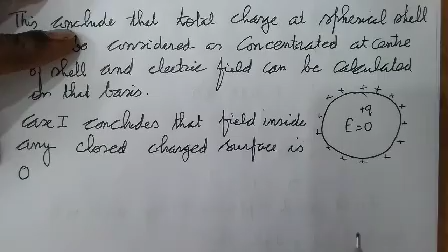 This conclude that total charge at spherical shell
considered as concentrated at centre
of shell and electric field can be calculated
on that basis.
Case I concludes that field inside
any closed charged surface is
0
+q
E = 0